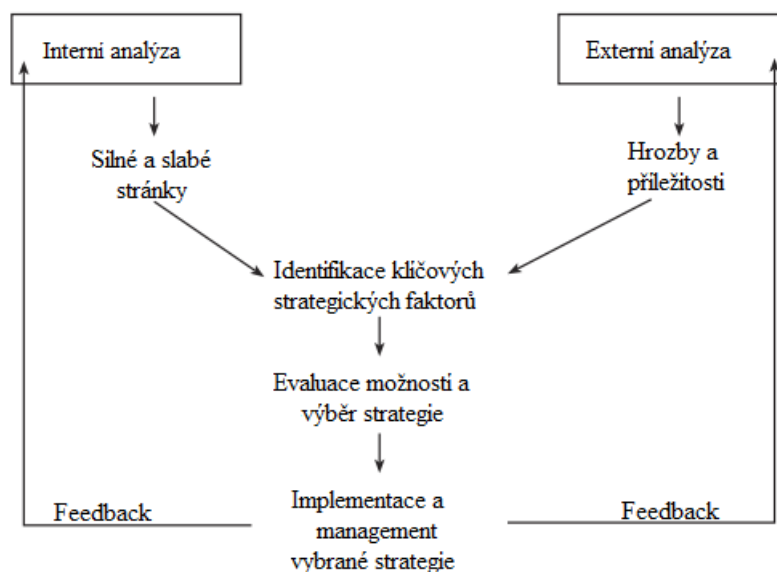 Interní analýza
Externí analýza
Silné a slabé
stránky
Hrozby a
příležitosti
Identifikace klíčových
strategických faktorů
Evaluace možností a
výběr strategie
Implementace a
management
vybrané strategie
Feedback
Feedback